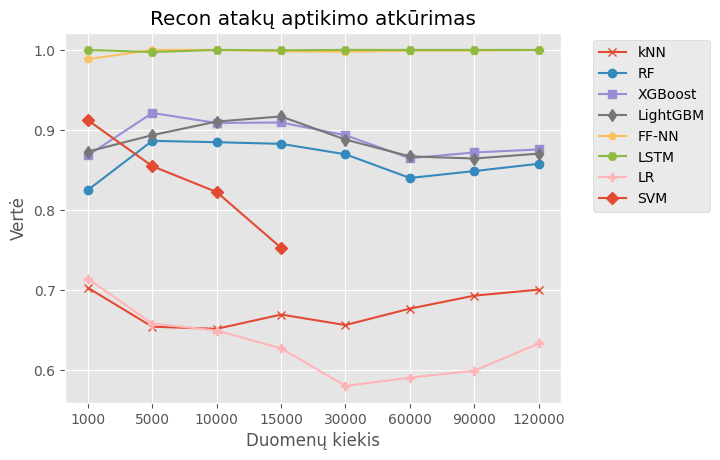 Recon atakų aptikimo atkūrimas
1.0
0.9
0.8
0.7
0.6
Vertė
1000 5000 10000 15000 30000 60000 90000 120000
Duomenų kiekis
kNN
RF
XGBoost
LightGBM
FF-NN
LSTM
LR
SVM